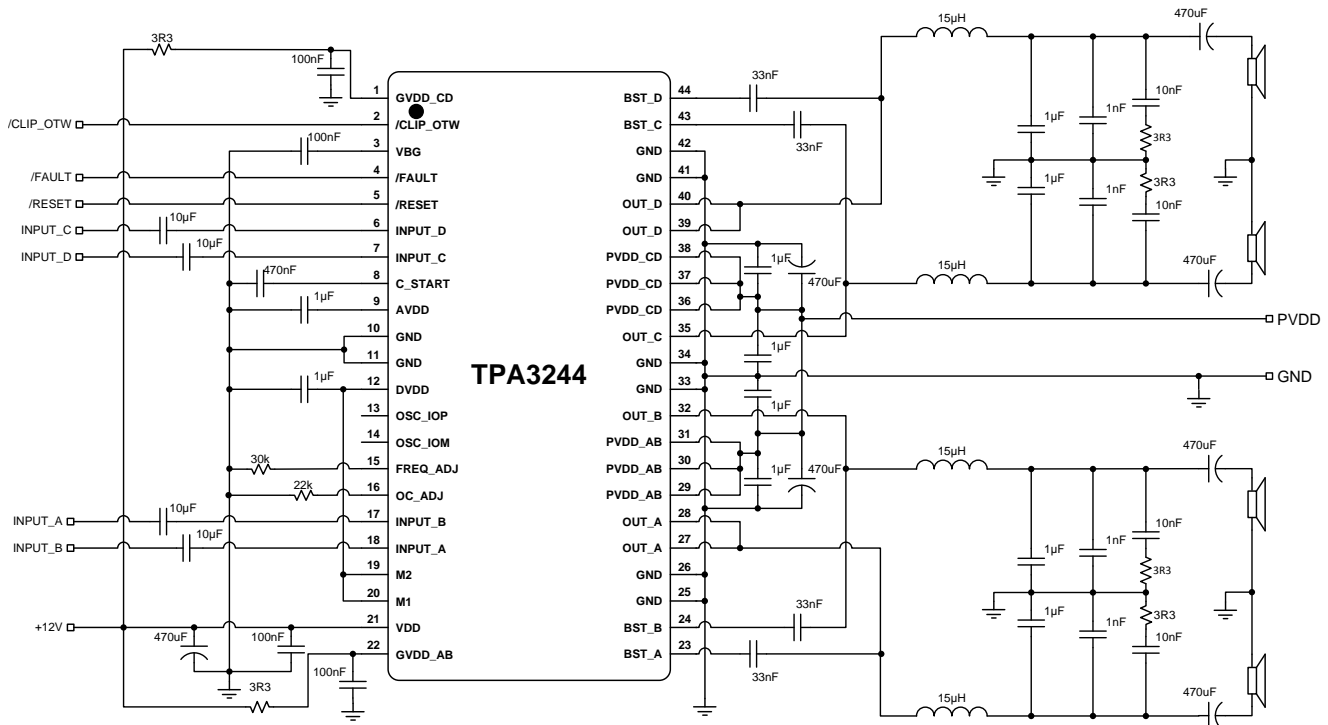 3R3
100nF
470uF
15µH
33nF
1 GVDD_CD BST_D 44
10nF
/CLIP_OTW 2 /CLIP_OTW BST_C 43
100nF
33nF
1µF
1nF
3R3
3 VBG GND 42
/FAULT 4 /FAULT GND 41
1µF
1nF
3R3
/RESET 5 /RESET OUT_D 40
10nF
INPUT_C 10µF 6 INPUT_D OUT_D 39
INPUT_D 10µF 7 INPUT_C PVDD_CD 38
1µF
15µH
470uF
470nF 8 C_START PVDD_CD 37
470uF
1µF 9 AVDD PVDD_CD 36
PVDD
10 GND OUT_C 35
11 GND GND 34
1µF
TPA3244
1µF 12 DVDD GND 33
GND
13 OSC_IOP OUT_B 32
1µF
14 OSC_IOM PVDD_AB 31
15µH
470uF
30k 15 FREQ_ADJ PVDD_AB 30
1µF
470uF
22k 16 OC_ADJ PVDD_AB 29
INPUT_A 10µF 17 INPUT_B OUT_A 28
10nF
INPUT_B 10µF 18 INPUT_A OUT_A 27
1µF
1nF
3R3
19 M2 GND 26
20 M1 GND 25
33nF
1µF
1nF
3R3
+12V 21 VDD BST_B 24
470uF
100nF
10nF
22 GVDD_AB BST_A 23
100nF
33nF
3R3
15µH
470uF